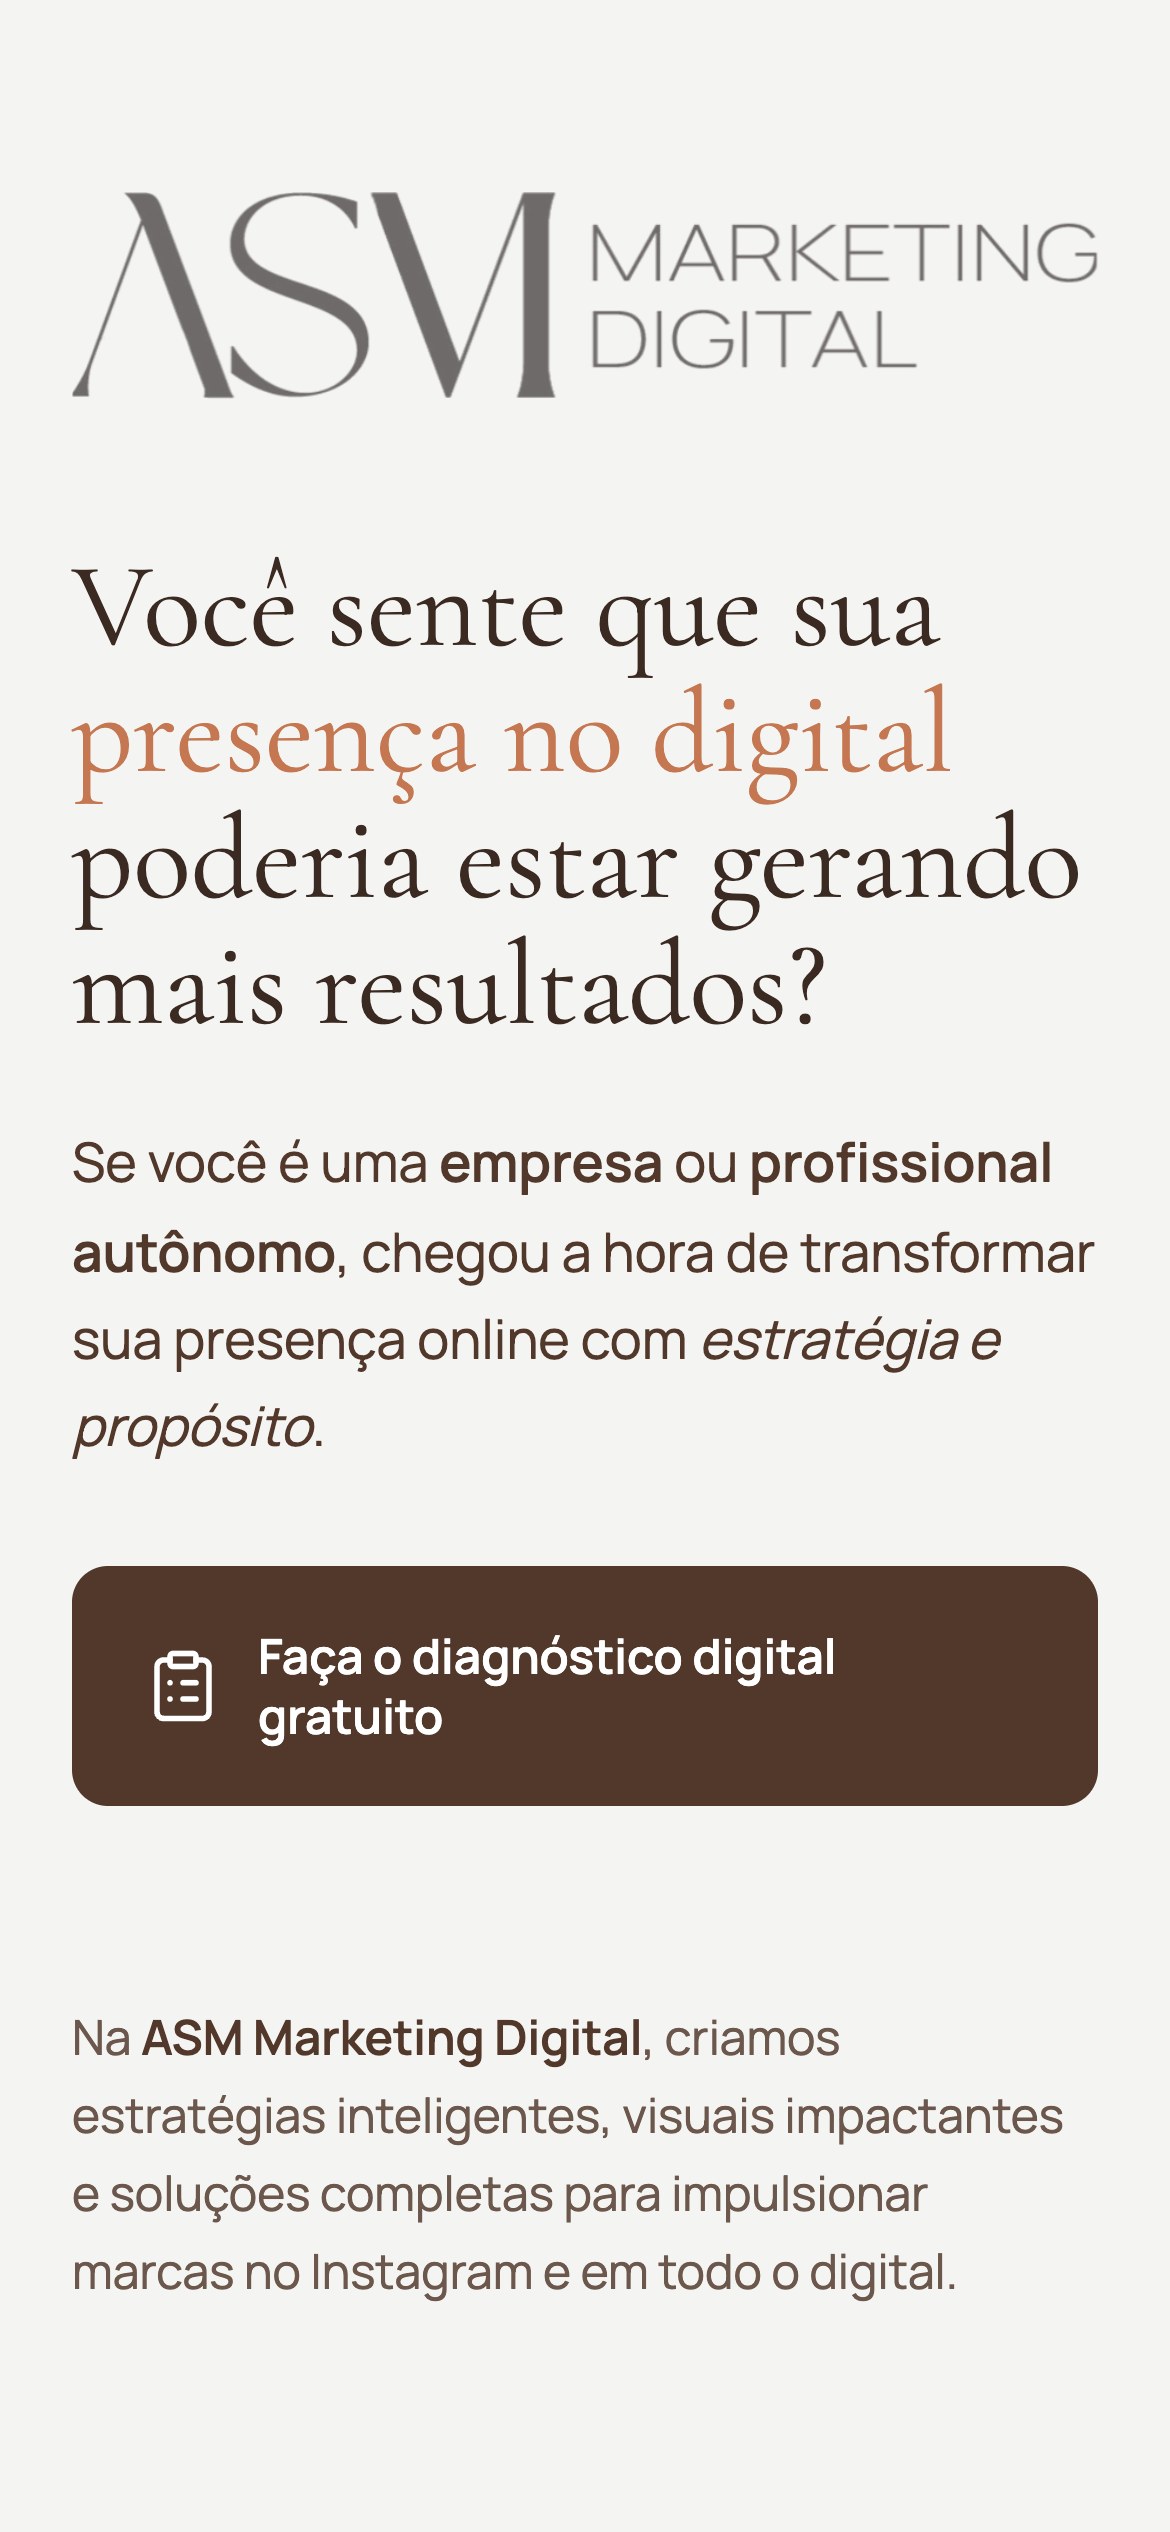 ASM MARKETING
DIGITAL
Você sente que sua
presença no digital
poderia estar gerando
mais resultados?
Se você é uma empresa ou profissional
autônomo, chegou a hora de transformar
sua presença online com estratégia e
propósito.
Faça o diagnóstico digital
gratuito
Na ASM Marketing Digital, criamos
estratégias inteligentes, visuais impactantes
e soluções completas para impulsionar
marcas no Instagram e em todo o digital.